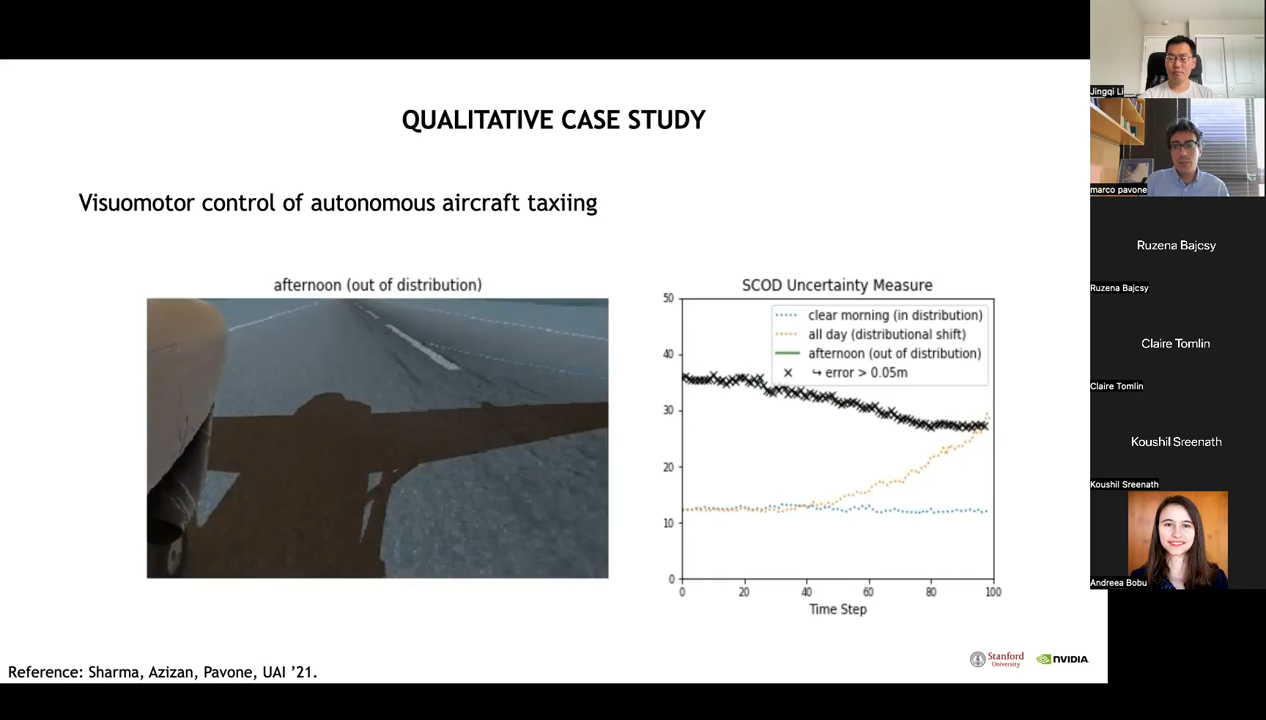 QUALITATIVE CASE STUDY
Visuomotor control of autonomous aircraft taxiing
afternoon (out of distribution)
SCOD Uncertainty Measure
50
40
30
20
10
0
clear morning (in distribution)
all day (distributional shift)
afternoon (out of distribution)
↪ error > 0.05m
0
20
40
60
80
100
Time Step
Reference: Sharma, Azizan, Pavone, UAI ’21.
Stanford
University
NVIDIA.
Jingqi Li
marco pavone
Ruzena Bajcsy
Ruzena Bajcsy
Claire Tomlin
Claire Tomlin
Koushil Sreenath
Koushil Sreenath
Andreea Bobu